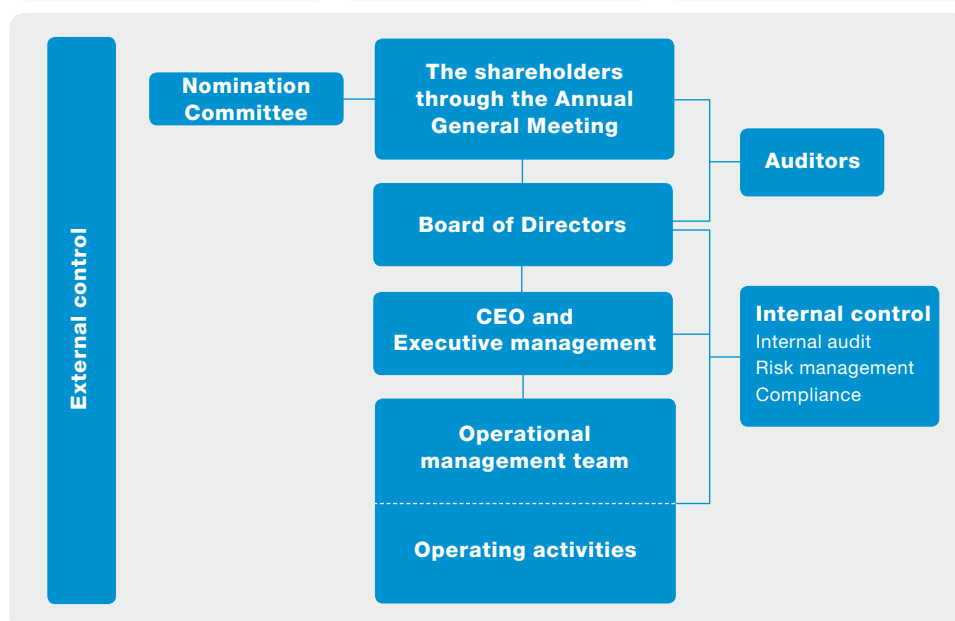 External control
Nomination
Committee
The shareholders
through the Annual
General Meeting
Auditors
Board of Directors
CEO and
Executive management
Internal control
Internal audit
Risk management
Compliance
Operational
management team
Operating activities